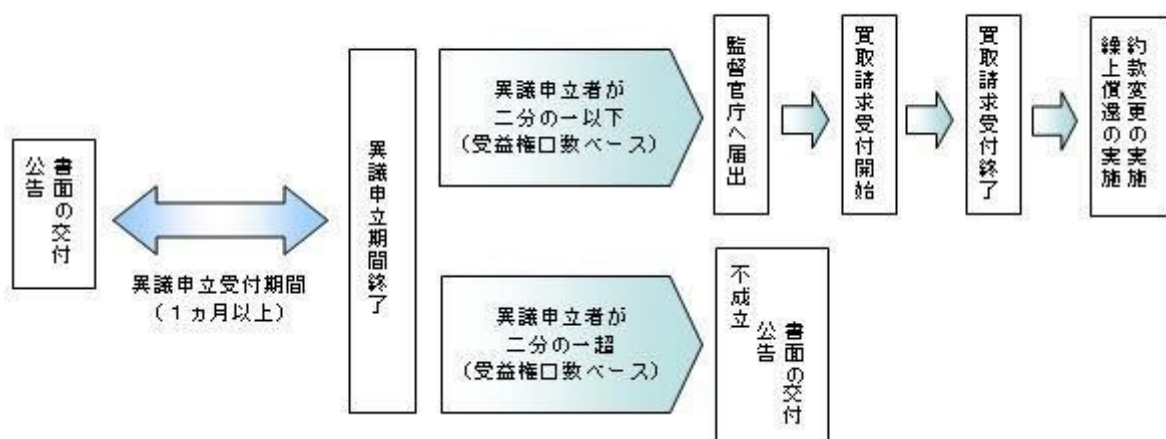 書面の交付
公告
異議申立受付期間
（１ヵ月以上）
異議申立期間終了
異議申立者が
二分の一以下
（受益権口数ベース）
監督官庁へ届出
買取請求受付開始
買取請求受付終了
約款変更の実施
繰上償還の実施
異議申立者が
二分の一超
（受益権口数ベース）
不成立
書面の交付
公告